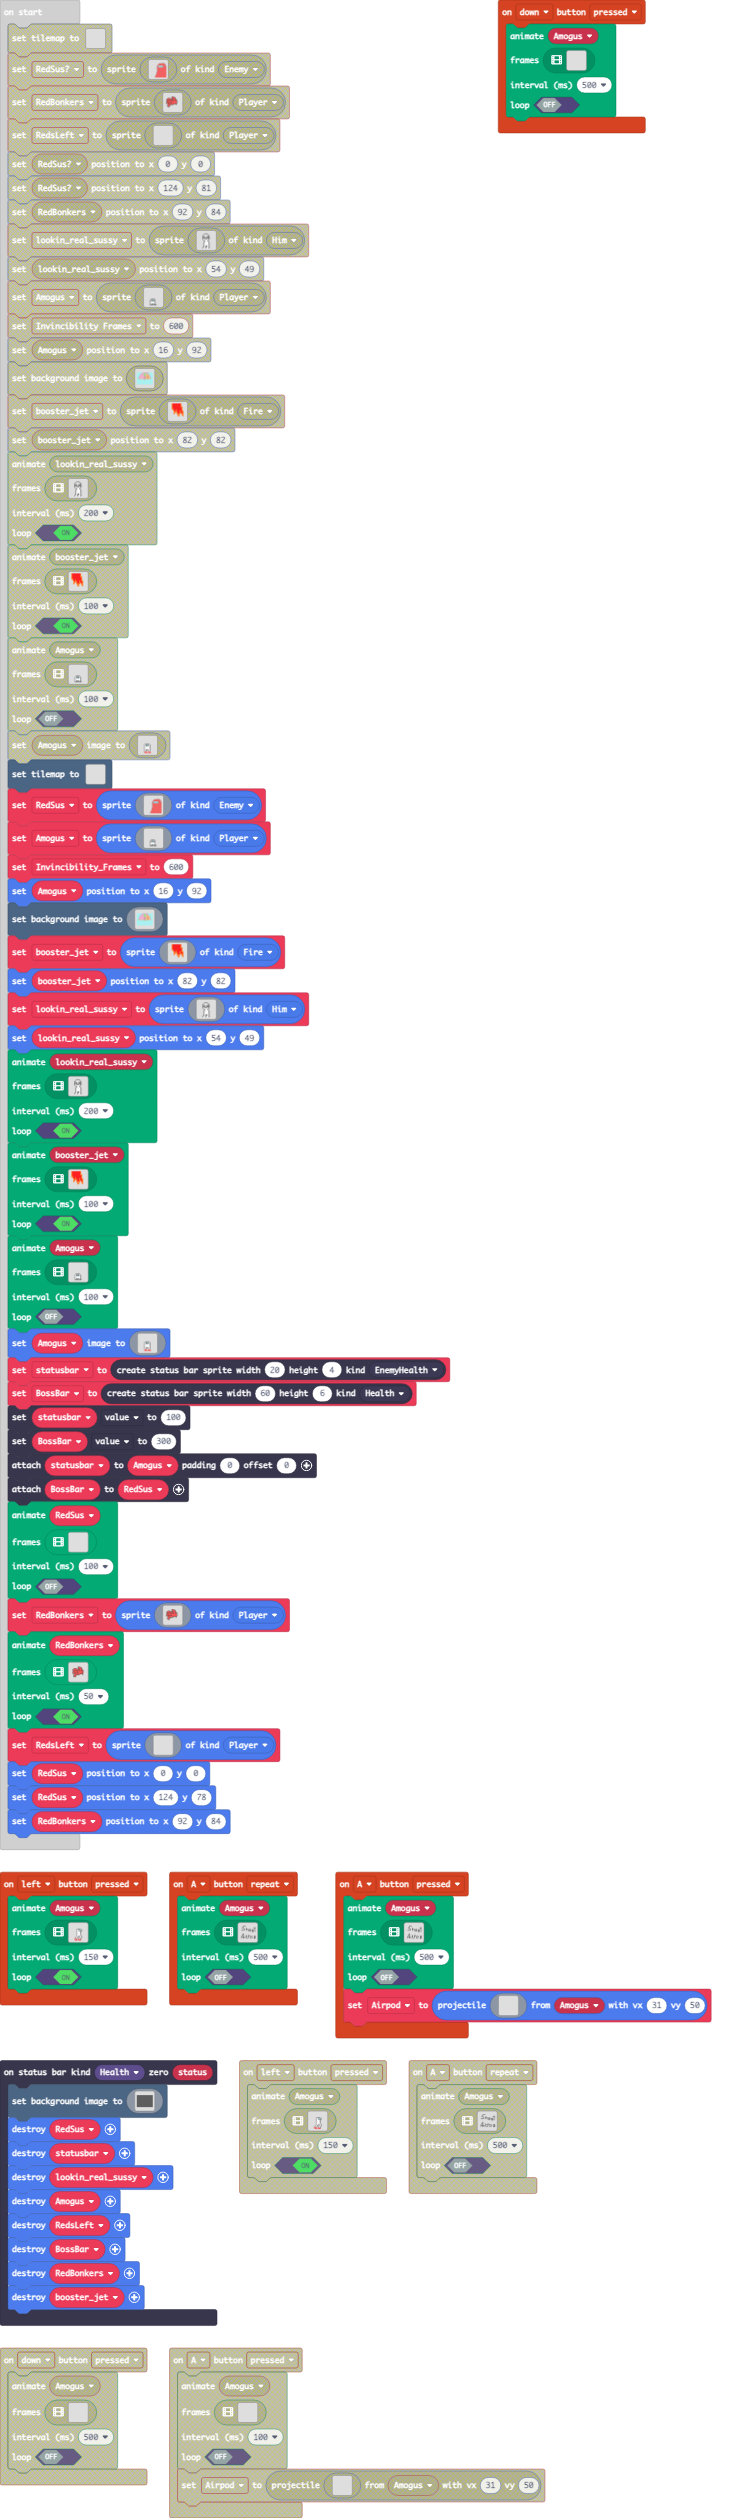 on start
set tilemap to
set RedSus? to sprite of kind Enemy
set RedBonkers to sprite of kind Player
set RedsLeft to sprite of kind Player
set RedSus? position to x 0 y 0
set RedSus? position to x 124 y 81
set RedBonkers position to x 92 y 84
set lookin_real_sussy to sprite of kind Him
set lookin_real_sussy position to x 54 y 49
set Amogus to sprite of kind Player
set Invincibility Frames to 600
set Amogus position to x 16 y 92
set background image to
set booster_jet to sprite of kind Fire
set booster_jet position to x 82 y 82
animate lookin_real_sussy
frames
interval (ms) 200
loop ON
animate booster_jet
frames
interval (ms) 100
loop ON
animate Amogus
frames
interval (ms) 100
loop OFF
set Amogus image to
set tilemap to
set RedSus to sprite of kind Enemy
set Amogus to sprite of kind Player
set Invincibility_Frames to 600
set Amogus position to x 16 y 92
set background image to
set booster_jet to sprite of kind Fire
set booster_jet position to x 82 y 82
set lookin_real_sussy to sprite of kind Him
set lookin_real_sussy position to x 54 y 49
animate lookin_real_sussy
frames
interval (ms) 200
loop ON
animate booster_jet
frames
interval (ms) 100
loop ON
animate Amogus
frames
interval (ms) 100
loop OFF
set Amogus image to
set statusbar to create status bar sprite width 20 height 4 kind EnemyHealth
set BossBar to create status bar sprite width 60 height 6 kind Health
set statusbar value to 100
set BossBar value to 300
attach statusbar to Amogus padding 0 offset 0
attach BossBar to RedSus
animate RedSus
frames
interval (ms) 100
loop OFF
set RedBonkers to sprite of kind Player
animate RedBonkers
frames
interval (ms) 50
loop ON
set RedsLeft to sprite of kind Player
set RedSus position to x 0 y 0
set RedSus position to x 124 y 78
set RedBonkers position to x 92 y 84
on down button pressed
animate Amogus
frames
interval (ms) 500
loop OFF
on left button pressed
animate Amogus
frames
interval (ms) 150
loop ON
on A button repeat
animate Amogus
frames
interval (ms) 500
loop OFF
on A button pressed
animate Amogus
frames
interval (ms) 500
loop OFF
set Airpod to projectile from Amogus with vx 31 vy 50
on status bar kind Health zero status
set background image to
destroy RedSus
destroy statusbar
destroy lookin_real_sussy
destroy Amogus
destroy RedsLeft
destroy BossBar
destroy RedBonkers
destroy booster_jet
on left button pressed
animate Amogus
frames
interval (ms) 150
loop ON
on A button repeat
animate Amogus
frames
interval (ms) 500
loop OFF
on down button pressed
animate Amogus
frames
interval (ms) 500
loop OFF
on A button pressed
animate Amogus
frames
interval (ms) 100
loop OFF
set Airpod to projectile from Amogus with vx 31 vy 50